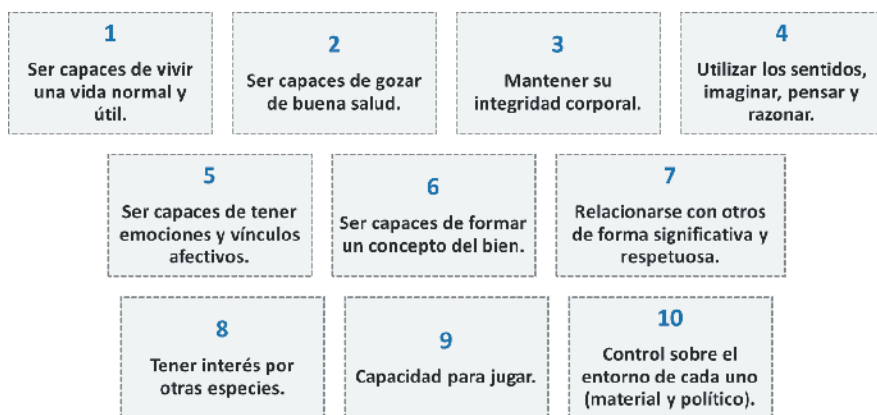 1
Ser capaces de vivir
una vida normal y
útil.
2
Ser capaces de gozar
de buena salud.
3
Mantener su
integridad corporal.
4
Utilizar los sentidos,
imaginar, pensar y
razonar.
5
Ser capaces de tener
emociones y vínculos
afectivos.
6
Ser capaces de formar
un concepto del bien.
7
Relacionarse con otros
de forma significativa y
respetuosa.
8
Tener interés por
otras especies.
9
Capacidad para jugar.
10
Control sobre el
entorno de cada uno
(material y político).